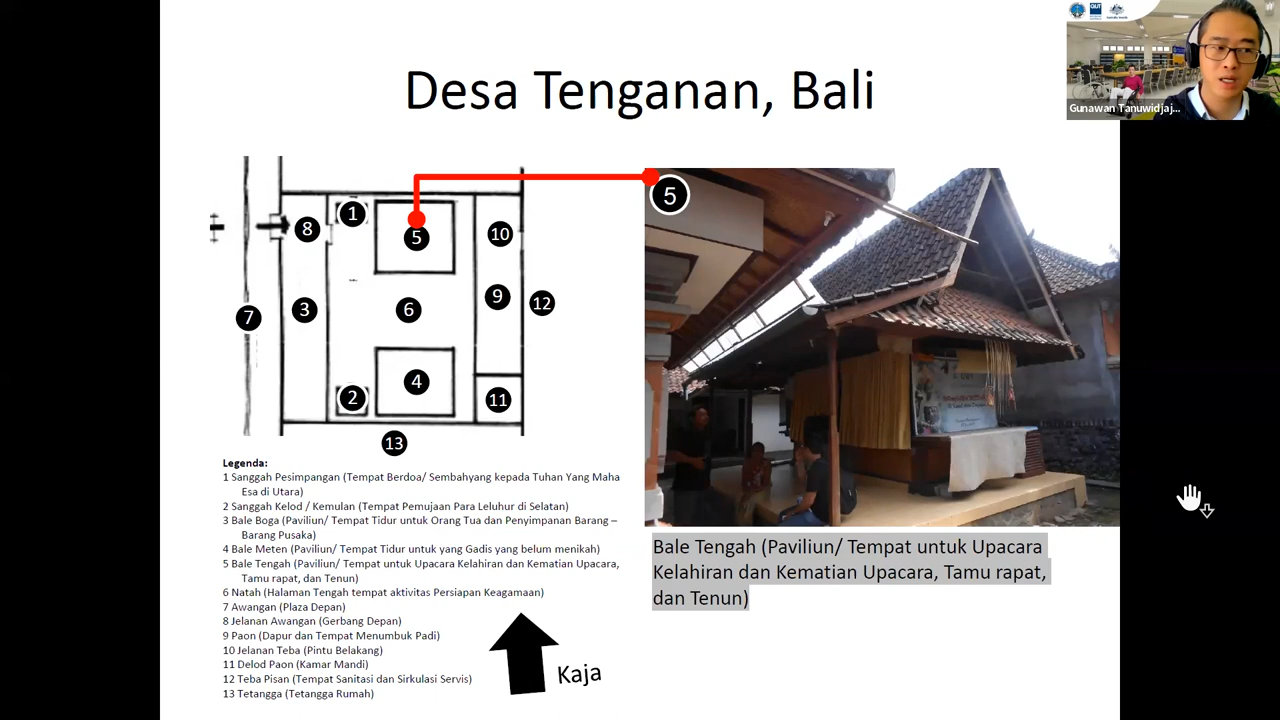 Desa Tenganan, Bali
QUT
Gunawan Tanuwidjaj...
1
5
8
10
3
6
9
12
7
4
2
11
13
5
Legenda:
1 Sanggah Pesimpangan (Tempat Berdoa/ Sembahyang kepada Tuhan Yang Maha
Esa di Utara)
2 Sanggah Kelod / Kemulan (Tempat Pemujaan Para Leluhur di Selatan)
3 Bale Boga (Paviliun/ Tempat Tidur untuk Orang Tua dan Penyimpanan Barang –
Barang Pusaka)
4 Bale Meten (Paviliun/ Tempat Tidur untuk yang Gadis yang belum menikah)
5 Bale Tengah (Paviliun/ Tempat untuk Upacara Kelahiran dan Kematian Upacara,
Tamu rapat, dan Tenun)
6 Natah (Halaman Tengah tempat aktivitas Persiapan Keagamaan)
7 Awangan (Plaza Depan)
8 Jelanan Awangan (Gerbang Depan)
9 Paon (Dapur dan Tempat Menumbuk Padi)
10 Jelanan Teba (Pintu Belakang)
11 Delod Paon (Kamar Mandi)
12 Teba Pisan (Tempat Sanitasi dan Sirkulasi Servis)
13 Tetangga (Tetangga Rumah)
Kaja
Bale Tengah (Paviliun/ Tempat untuk Upacara
Kelahiran dan Kematian Upacara, Tamu rapat,
dan Tenun)